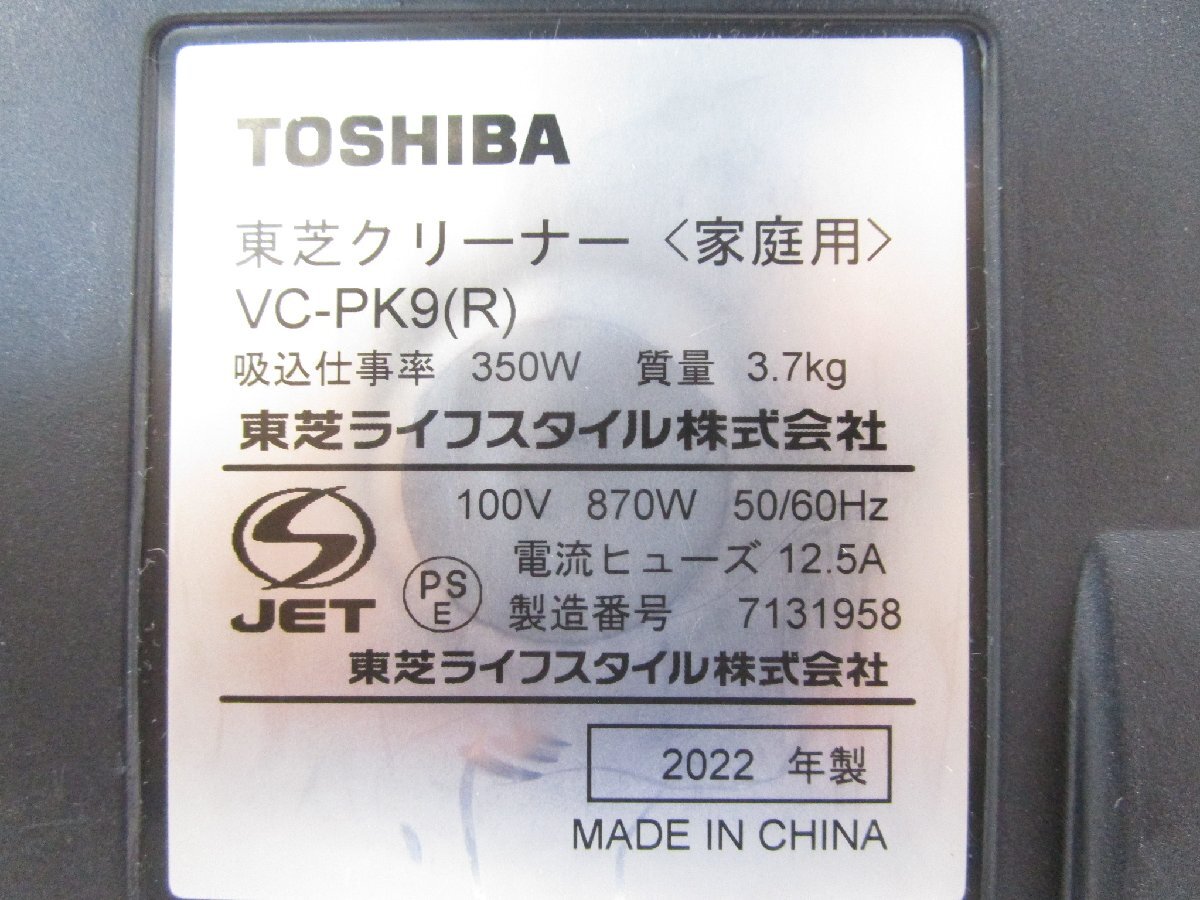 TOSHIBA
東芝クリーナー〈家庭用〉
VC-PK9(R)
吸込仕事率 350W 質量 3.7kg
東芝ライフスタイル株式会社
100V 870W 50/60Hz
電流ヒューズ 12.5A
JET
PS
E
製造番号 7131958
東芝ライフスタイル株式会社
2022 年製
MADE IN CHINA